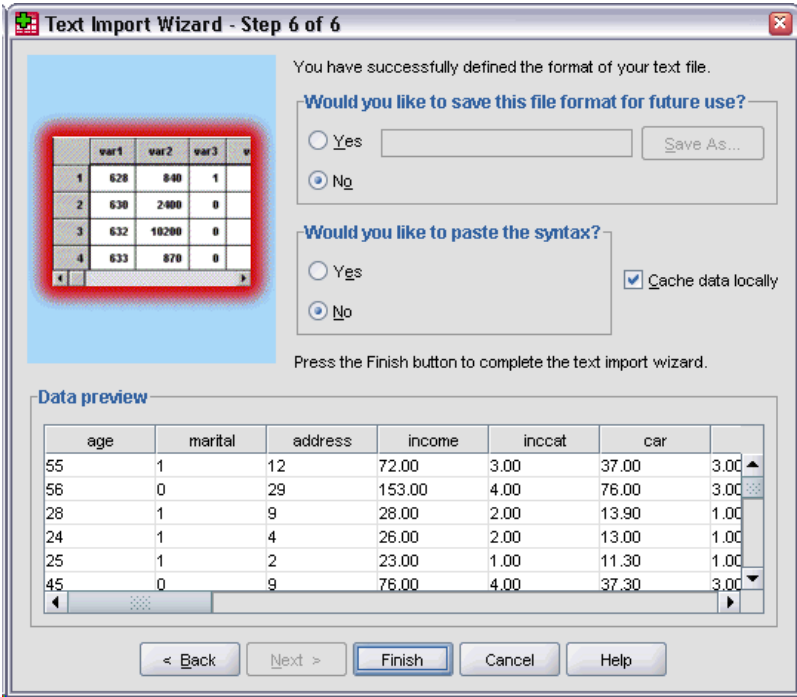 Text Import Wizard - Step 6 of 6
You have successfully defined the format of your text file.
Would you like to save this file format for future use?
Yes Save As...
No
var1 var2 var3 v
1 628 840 1
2 630 2400 0
3 632 10200 0
4 633 870 0
Would you like to paste the syntax?
Yes
Cache data locally
No
Press the Finish button to complete the text import wizard.
Data preview
age marital address income inccat car
55 1 12 72.00 3.00 37.00 3.00
56 0 29 153.00 4.00 76.00 3.00
28 1 9 28.00 2.00 13.90 1.00
24 1 4 26.00 2.00 13.00 1.00
25 1 2 23.00 1.00 11.30 1.00
45 0 9 76.00 4.00 37.30 3.00
< Back Next > Finish Cancel Help